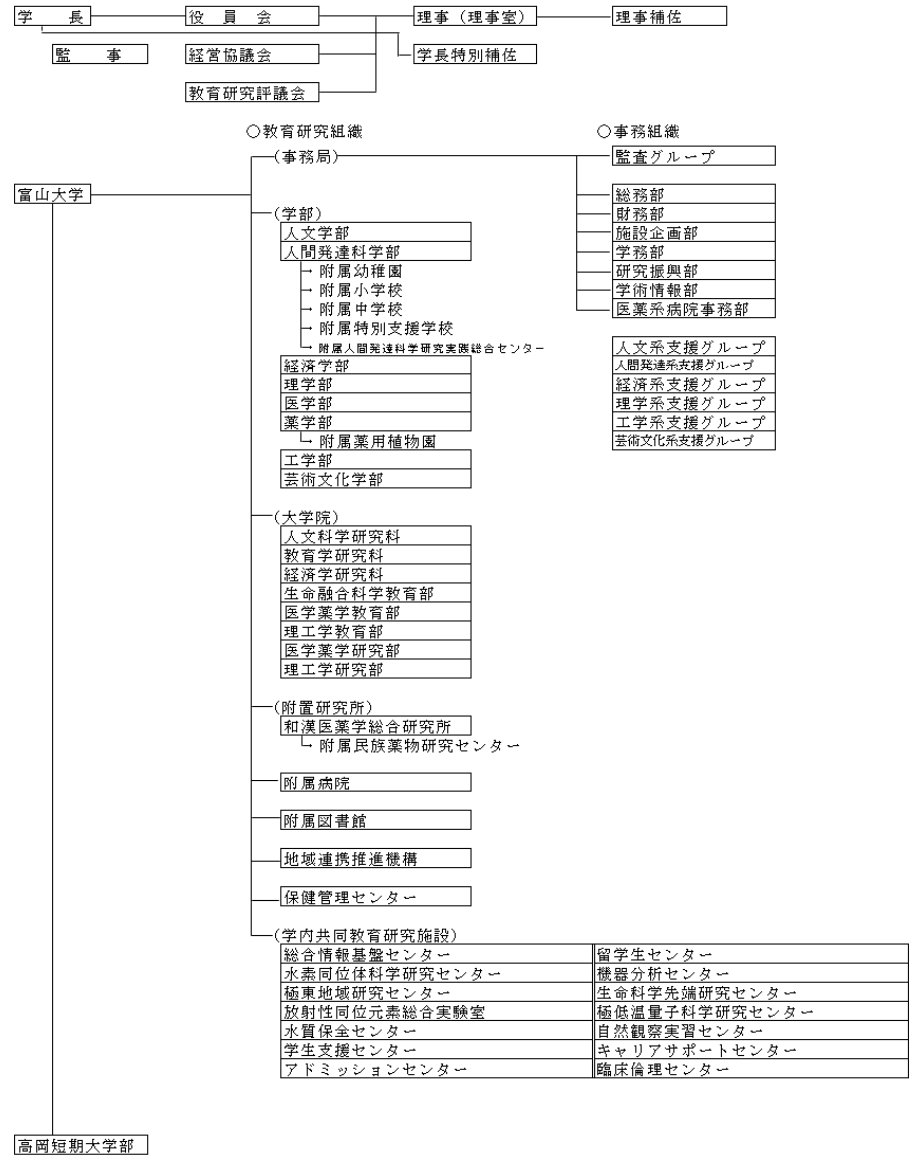 学　　長　役　員　会　理事（理事室）　理事補佐
監　　事　経営協議会　学長特別補佐
教育研究評議会
○教育研究組織　○事務組織
(事務局)　監査グループ
富山大学　総務部
(学部)　財務部
人文学部　施設企画部
人間発達科学部　学務部
附属幼稚園　研究振興部
附属小学校　学術情報部
附属中学校　医薬系病院事務部
附属特別支援学校
附属人間発達科学研究実践総合センター　人文系支援グループ
経済学部　人間発達系支援グループ
理学部　経済系支援グループ
医学部　理学系支援グループ
薬学部　工学系支援グループ
附属薬用植物園　芸術文化系支援グループ
工学部
芸術文化学部
(大学院)
人文科学研究科
教育学研究科
経済学研究科
生命融合科学教育部
医学薬学教育部
理工学教育部
医学薬学研究部
理工学研究部
(附置研究所)
和漢医薬学総合研究所
附属民族薬物研究センター
附属病院
附属図書館
地域連携推進機構
保健管理センター
(学内共同教育研究施設)
総合情報基盤センター　留学生センター
水素同位体科学研究センター　機器分析センター
極東地域研究センター　生命科学先端研究センター
放射性同位元素総合実験室　極低温量子科学研究センター
水質保全センター　自然観察実習センター
学生支援センター　キャリアサポートセンター
アドミッションセンター　臨床倫理センター
高岡短期大学部